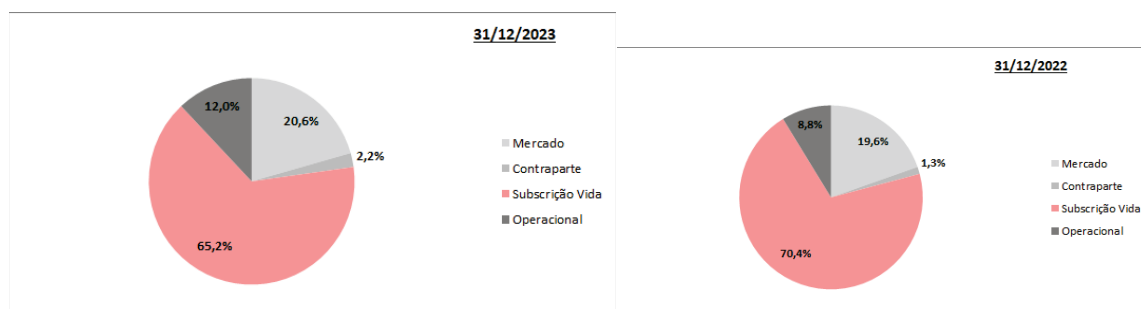 31/12/2023
12,0%
20,6%
2,2%
65,2%
Mercado
Contraparte
Subscrição Vida
Operacional
31/12/2022
8,8%
19,6%
1,3%
70,4%
Mercado
Contraparte
Subscrição Vida
Operacional